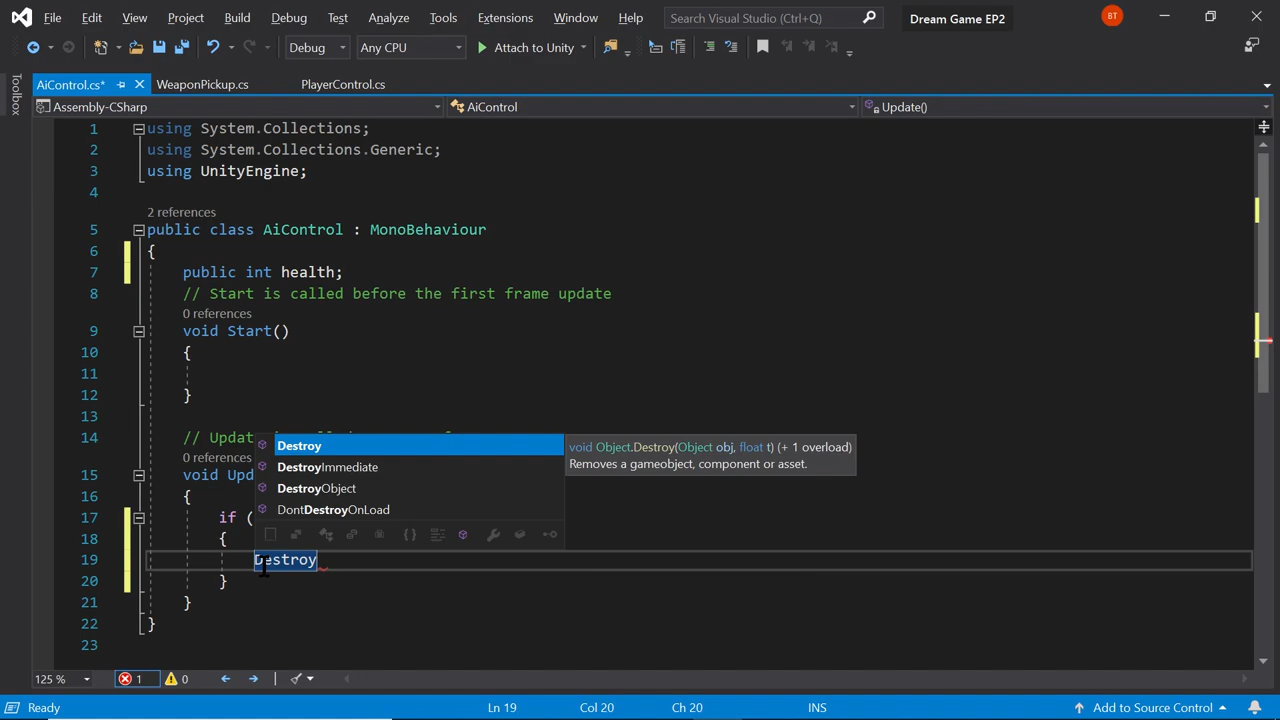 File Edit View Project Build Debug Test Analyze Tools Extensions Window Help Search Visual Studio (Ctrl+Q) Dream Game EP2 BT
Debug Any CPU Attach to Unity
Toolbox
AiControl.cs* WeaponPickup.cs PlayerControl.cs
Assembly-CSharp AiControl Update()
1 using System.Collections;
2 using System.Collections.Generic;
3 using UnityEngine;
4
2 references
5 public class AiControl : MonoBehaviour
6 {
7 public int health;
8 // Start is called before the first frame update
0 references
9 void Start()
10 {
11
12 }
13
14 // Updat
0 references
15 void Upd
16 {
17 if (
18 {
19 Destroy
20 }
21 }
22 }
23
Destroy
DestroyImmediate
DestroyObject
DontDestroyOnLoad
void Object.Destroy(Object obj, float t) (+ 1 overload)
Removes a gameobject, component or asset.
125 % 1 0
Ready Ln 19 Col 20 Ch 20 INS Add to Source Control